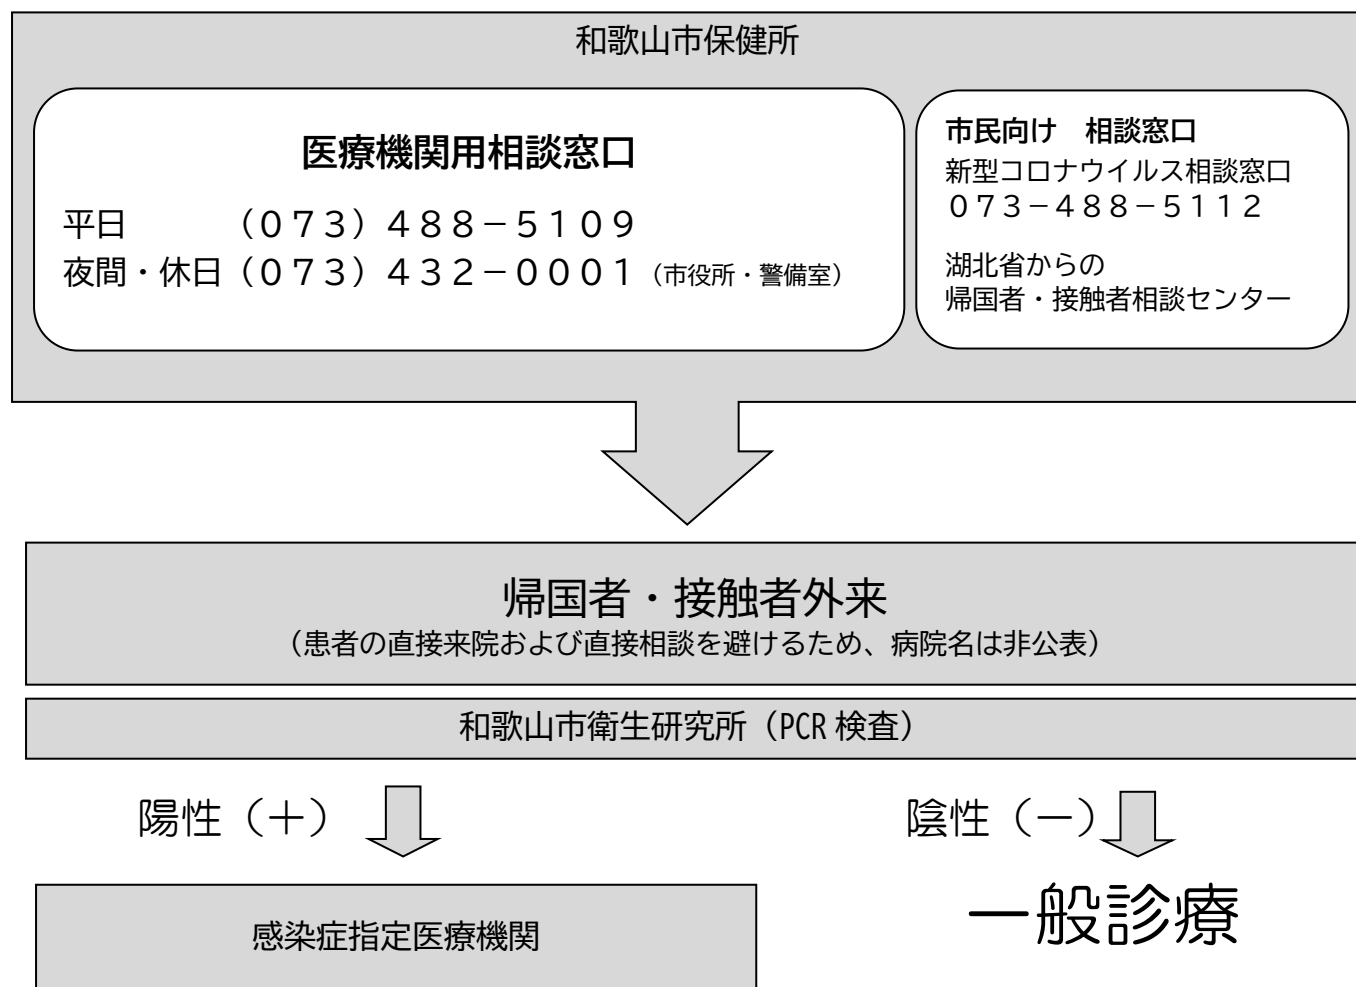 和歌山市保健所
医療機関用相談窓口
平日　　　（０７３）４８８－５１０９
夜間・休日（０７３）４３２－０００１（市役所・警備室）
市民向け　相談窓口
新型コロナウイルス相談窓口
０７３－４８８－５１１２
湖北省からの
帰国者・接触者相談センター
帰国者・接触者外来
（患者の直接来院および直接相談を避けるため、病院名は非公表）
和歌山市衛生研究所（PCR 検査）
陽性（＋）
陰性（－）
感染症指定医療機関
一般診療